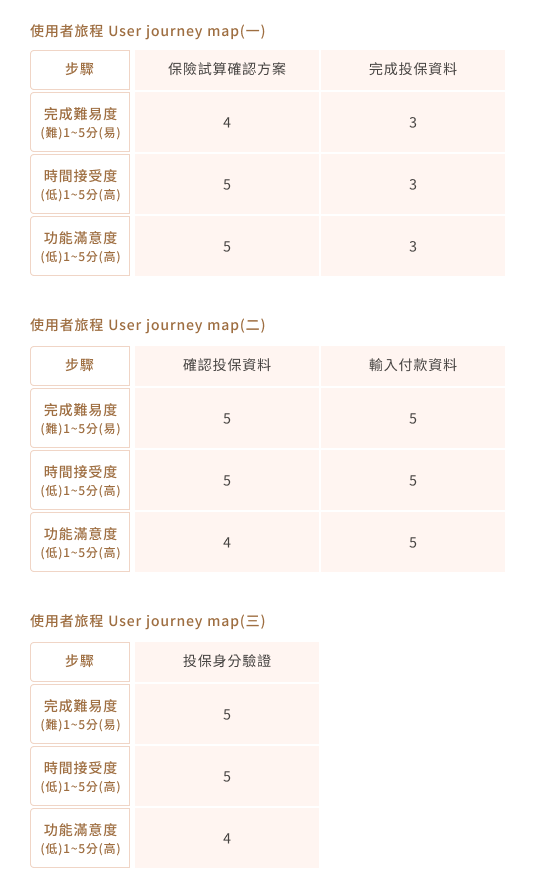 使用者旅程 User journey map(一)
步驟 保險試算確認方案 完成投保資料
完成難易度
(難)1~5分(易)
4 3
時間接受度
(低)1~5分(高)
5 3
功能滿意度
(低)1~5分(高)
5 3
使用者旅程 User journey map(二)
步驟 確認投保資料 輸入付款資料
完成難易度
(難)1~5分(易)
5 5
時間接受度
(低)1~5分(高)
5 5
功能滿意度
(低)1~5分(高)
4 5
使用者旅程 User journey map(三)
步驟 投保身分驗證
完成難易度
(難)1~5分(易)
5
時間接受度
(低)1~5分(高)
5
功能滿意度
(低)1~5分(高)
4